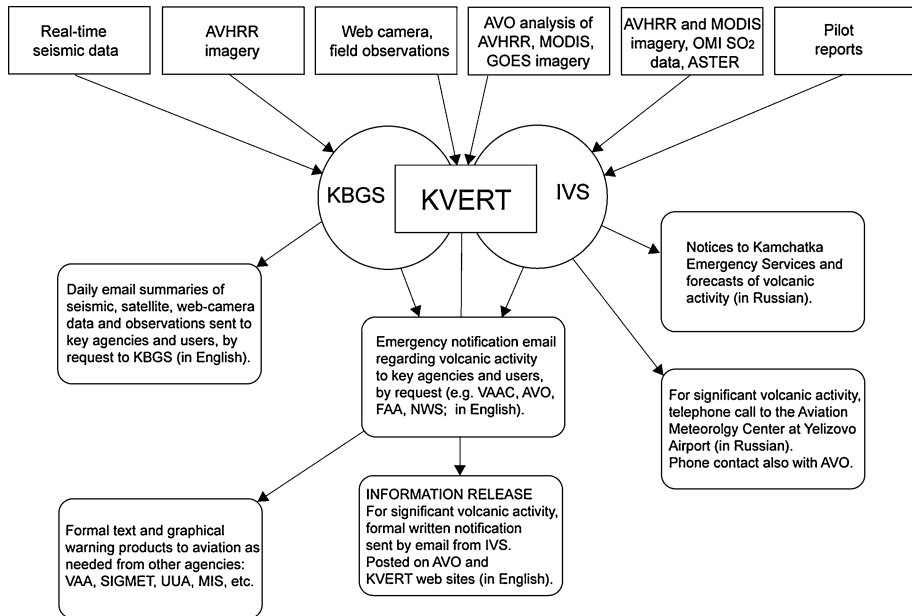 Real-time
seismic data
AVHRR
imagery
Web camera,
field observations
AVO analysis of
AVHRR, MODIS,
GOES imagery
AVHRR and MODIS
imagery, OMI SO2
data, ASTER
Pilot
reports
KBGS
KVERT
IVS
Daily email summaries of
seismic, satellite, web-camera
data and observations sent to
key agencies and users, by
request to KBGS (in English).
Emergency notification email
regarding volcanic activity
to key agencies and users,
by request (e.g. VAAC, AVO,
FAA, NWS; in English).
Notices to Kamchatka
Emergency Services and
forecasts of volcanic
activity (in Russian).
For significant volcanic activity,
telephone call to the Aviation
Meteorolgy Center at Yelizovo
Airport (in Russian).
Phone contact also with AVO.
Formal text and graphical
warning products to aviation as
needed from other agencies:
VAA, SIGMET, UUA, MIS, etc.
INFORMATION RELEASE
For significant volcanic activity,
formal written notification
sent by email from IVS.
Posted on AVO and
KVERT web sites (in English).